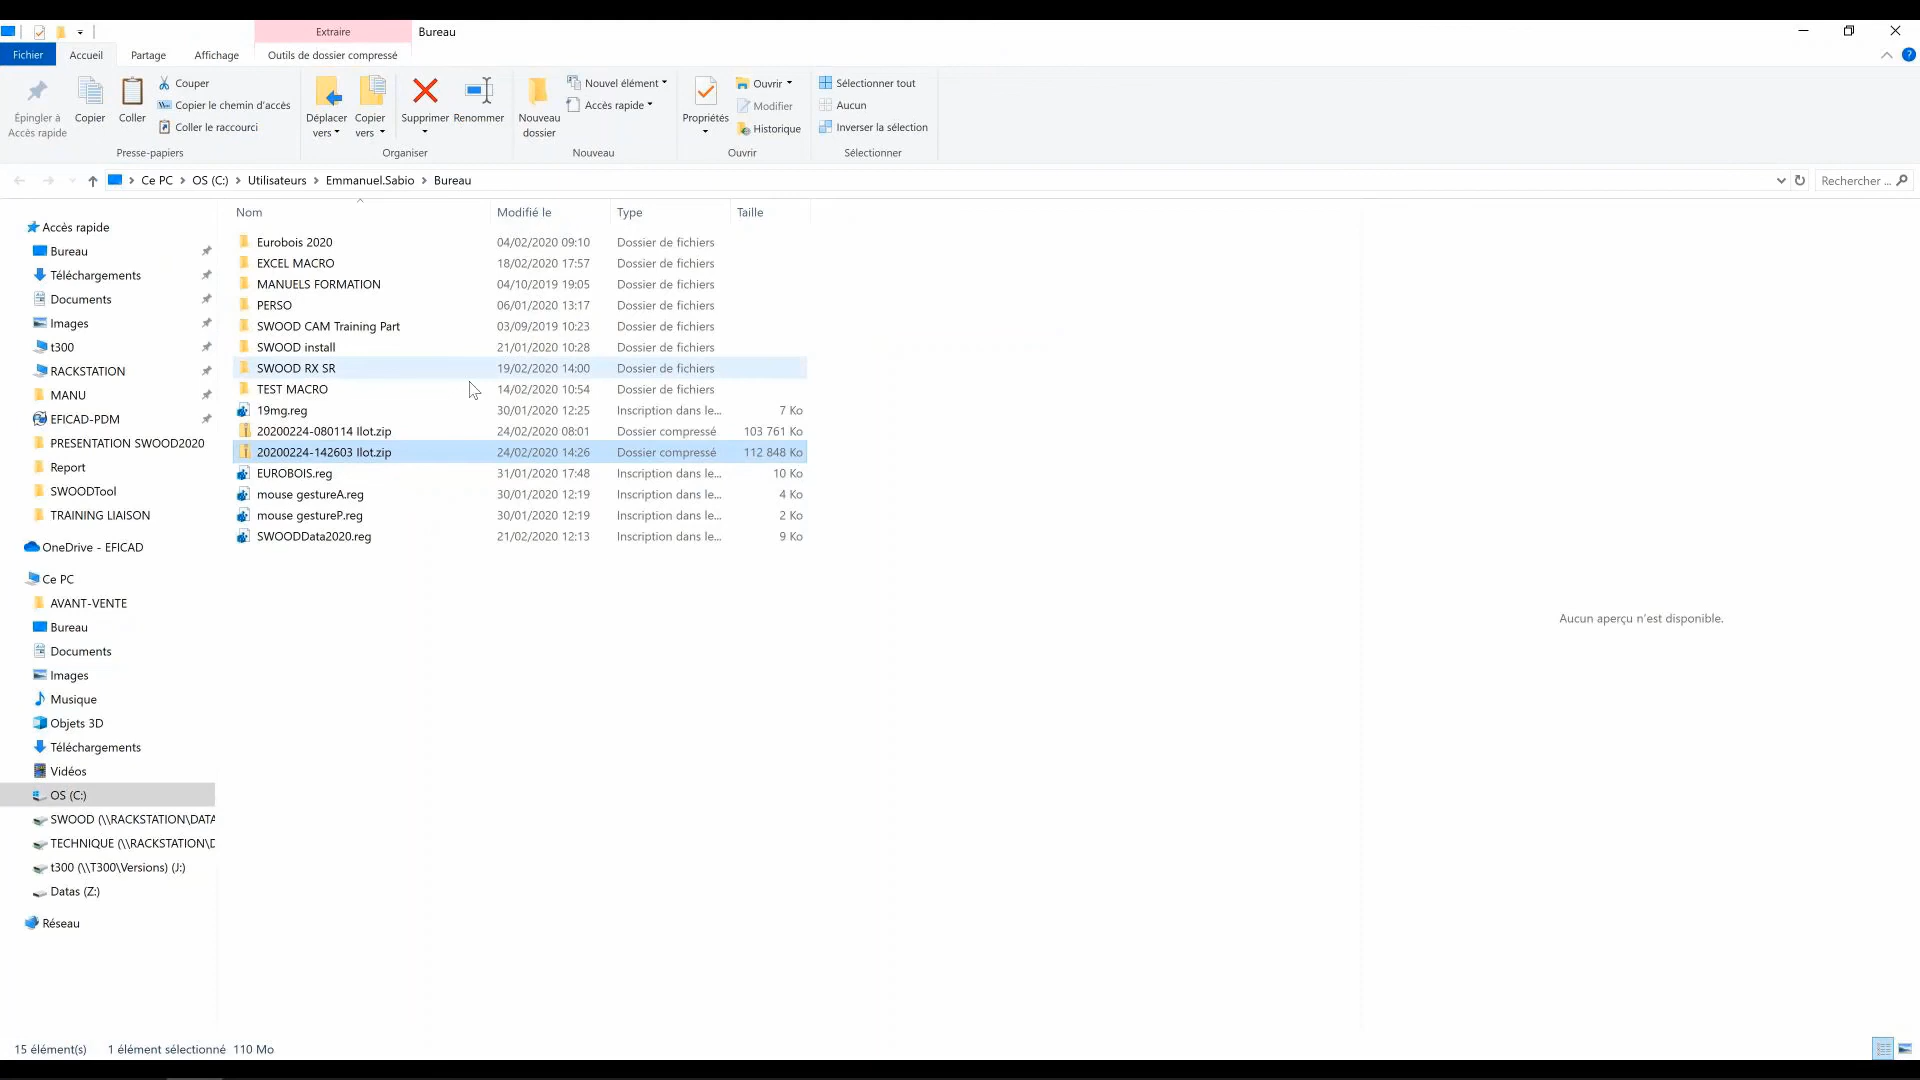 Extraire Bureau
Fichier Accueil Partage Affichage Outils de dossier compressé
Épingler à Accès rapide
Copier
Coller
Couper
Copier le chemin d'accès
Coller le raccourci
Presse-papiers
Déplacer vers
Copier vers
Supprimer
Renommer
Organiser
Nouveau dossier
Nouvel élément
Accès rapide
Nouveau
Propriétés
Ouvrir
Modifier
Historique
Ouvrir
Sélectionner tout
Aucun
Inverser la sélection
Sélectionner
Ce PC > OS (C:) > Utilisateurs > Emmanuel.Sabio > Bureau
Rechercher ...
Accès rapide
Bureau
Téléchargements
Documents
Images
t300
RACKSTATION
MANU
EFICAD-PDM
PRESENTATION SWOOD2020
Report
SWOODTool
TRAINING LIAISON
OneDrive - EFICAD
Ce PC
AVANT-VENTE
Bureau
Documents
Images
Musique
Objets 3D
Téléchargements
Vidéos
OS (C:)
SWOOD (\\RACKSTATION\DATA
TECHNIQUE (\\RACKSTATION\D
t300 (\\T300\Versions) (J:)
Datas (Z:)
Réseau
Nom Modifié le Type Taille
Eurobois 2020 04/02/2020 09:10 Dossier de fichiers
EXCEL MACRO 18/02/2020 17:57 Dossier de fichiers
MANUELS FORMATION 04/10/2019 19:05 Dossier de fichiers
PERSO 06/01/2020 13:17 Dossier de fichiers
SWOOD CAM Training Part 03/09/2019 10:23 Dossier de fichiers
SWOOD install 21/01/2020 10:28 Dossier de fichiers
SWOOD RX SR 19/02/2020 14:00 Dossier de fichiers
TEST MACRO 14/02/2020 10:54 Dossier de fichiers
19mg.reg 30/01/2020 12:25 Inscription dans le... 7 Ko
20200224-080114 Ilot.zip 24/02/2020 08:01 Dossier compressé 103 761 Ko
20200224-142603 Ilot.zip 24/02/2020 14:26 Dossier compressé 112 848 Ko
EUROBOIS.reg 31/01/2020 17:48 Inscription dans le... 10 Ko
mouse gestureA.reg 30/01/2020 12:19 Inscription dans le... 4 Ko
mouse gestureP.reg 30/01/2020 12:19 Inscription dans le... 2 Ko
SWOODData2020.reg 21/02/2020 12:13 Inscription dans le... 9 Ko
Aucun aperçu n'est disponible.
15 élément(s) 1 élément sélectionné 110 Mo